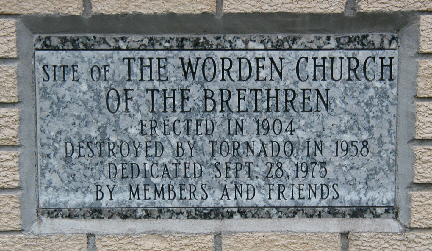 SITE OF THE WORDEN CHURCH
OF THE BRETHREN
ERECTED IN 1904
DESTROYED BY TORNADO IN 1958
DEDICATED SEPT. 28, 1975
BY MEMBERS AND FRIENDS